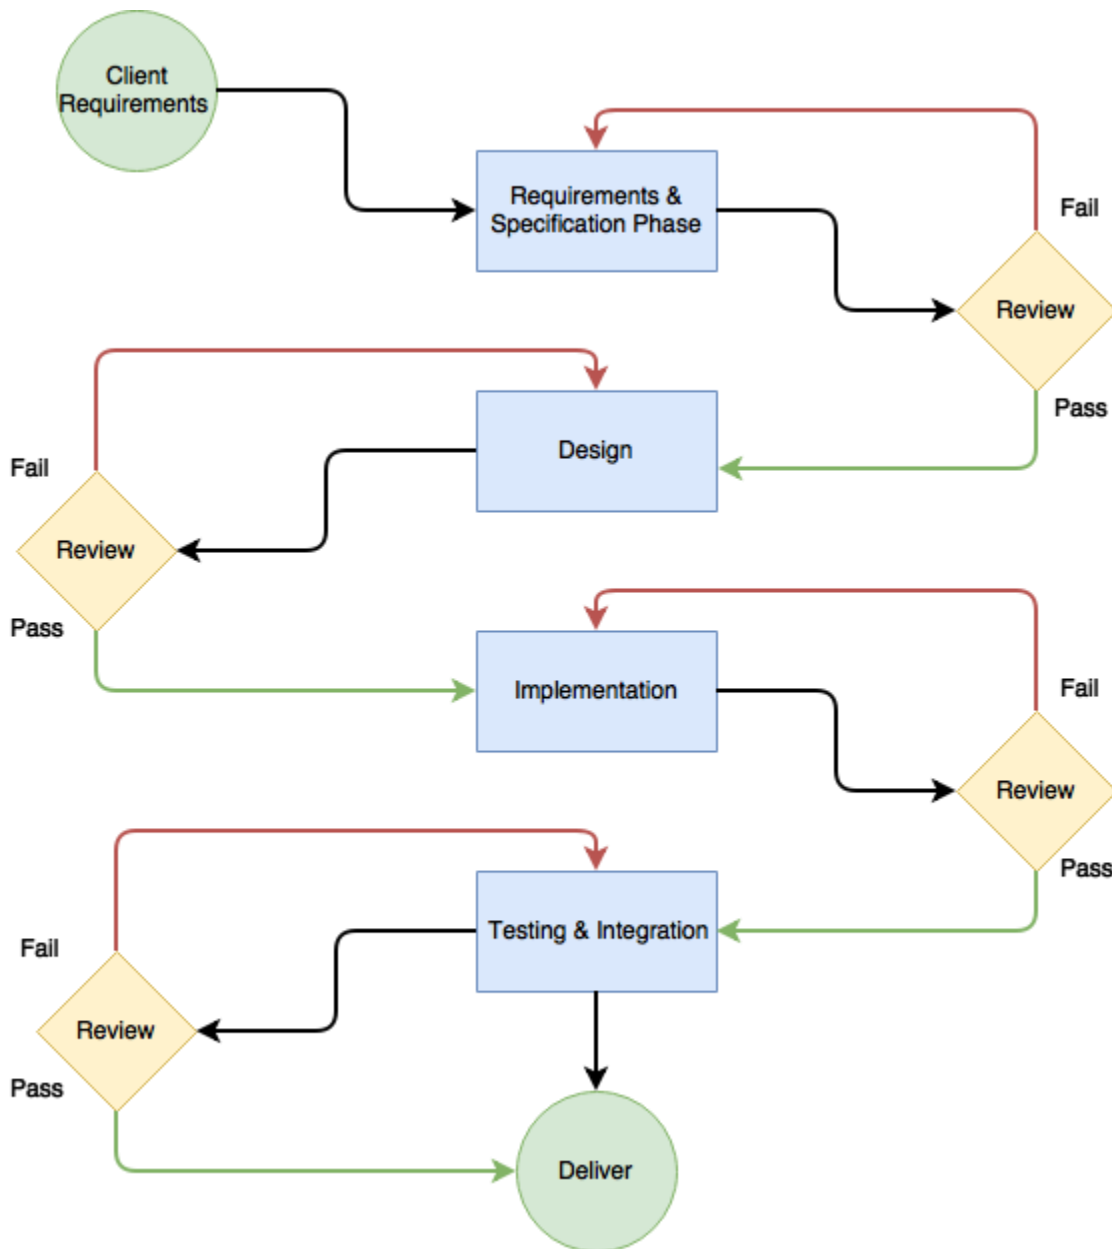 Client
Requirements
Requirements &
Specification Phase
Fail
Review
Pass
Design
Fail
Review
Pass
Implementation
Fail
Review
Pass
Testing & Integration
Fail
Review
Pass
Deliver